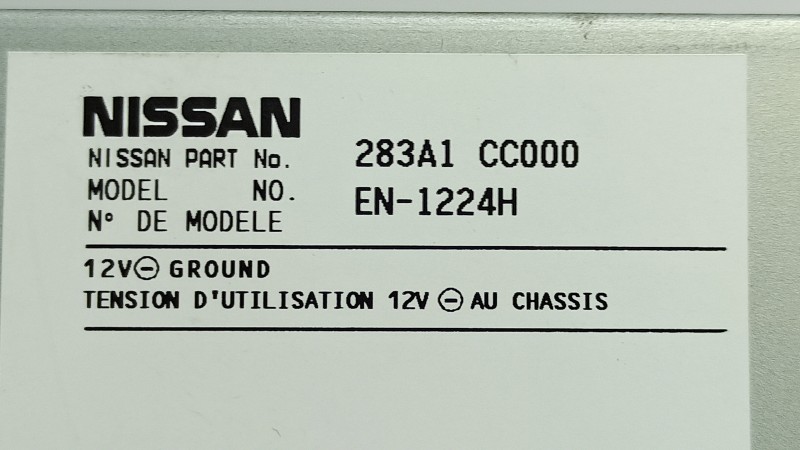 NISSAN
NISSAN PART No. 283A1 CC000
MODEL NO. EN-1224H
N° DE MODELE
12V⊖ GROUND
TENSION D'UTILISATION 12V ⊖ AU CHASSIS